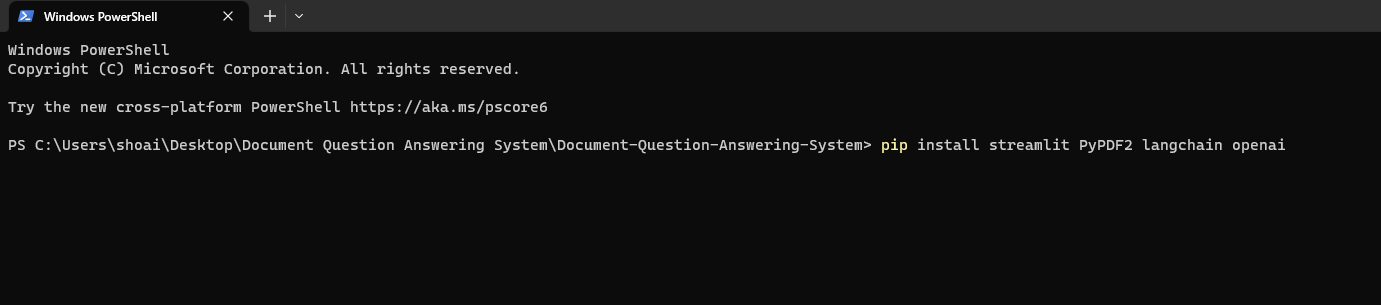 Windows PowerShell
Windows PowerShell
Copyright (C) Microsoft Corporation. All rights reserved.
Try the new cross-platform PowerShell https://aka.ms/pscore6
PS C:\Users\shoai\Desktop\Document Question Answering System\Document-Question-Answering-System> pip install streamlit PyPDF2 langchain openai